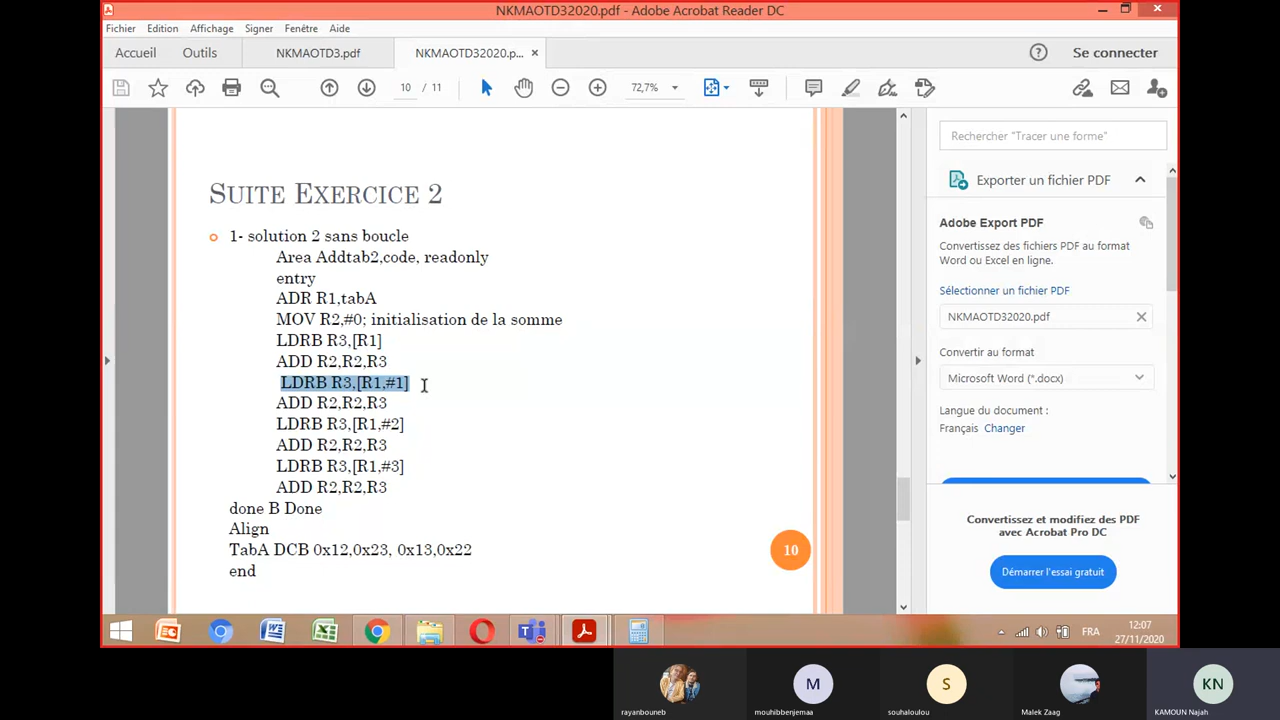 NKMAOTD32020.pdf - Adobe Acrobat Reader DC
Fichier Edition Affichage Signer Fenêtre Aide
Accueil Outils NKMAOTD3.pdf NKMAOTD32020.p... Se connecter
10 / 11 72,7%
Rechercher "Tracer une forme"
Exporter un fichier PDF
Adobe Export PDF
Convertissez des fichiers PDF au format
Word ou Excel en ligne.
Sélectionner un fichier PDF
NKMAOTD32020.pdf
Convertir au format
Microsoft Word (*.docx)
Langue du document :
Français Changer
Convertissez et modifiez des PDF
avec Acrobat Pro DC
Démarrer l'essai gratuit
SUITE EXERCICE 2
1- solution 2 sans boucle
Area Addtab2,code, readonly
entry
ADR R1,tabA
MOV R2,#0; initialisation de la somme
LDRB R3,[R1]
ADD R2,R2,R3
LDRB R3,[R1,#1]
ADD R2,R2,R3
LDRB R3,[R1,#2]
ADD R2,R2,R3
LDRB R3,[R1,#3]
ADD R2,R2,R3
done B Done
Align
TabA DCB 0x12,0x23, 0x13,0x22
end
10
FRA
12:07
27/11/2020
rayanbouneb
M
mouhibbenjemaa
S
souhaloulou
Malek Zaag
KN
KAMOUN Najah